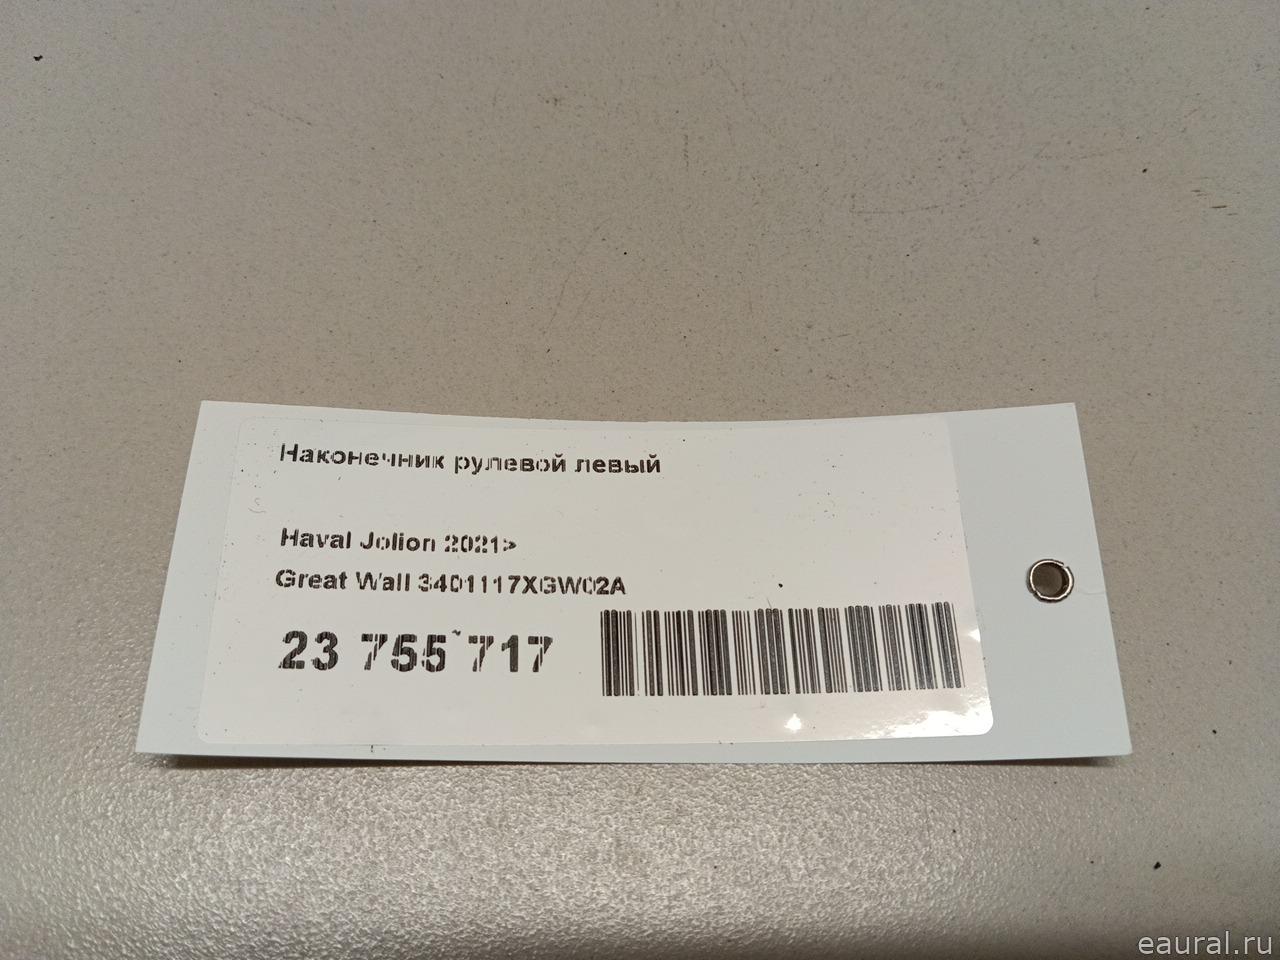 Наконечник рулевой левый
Haval Jolion 2021>
Great Wall 3401117XGW02A
23 755 717
eaural.ru